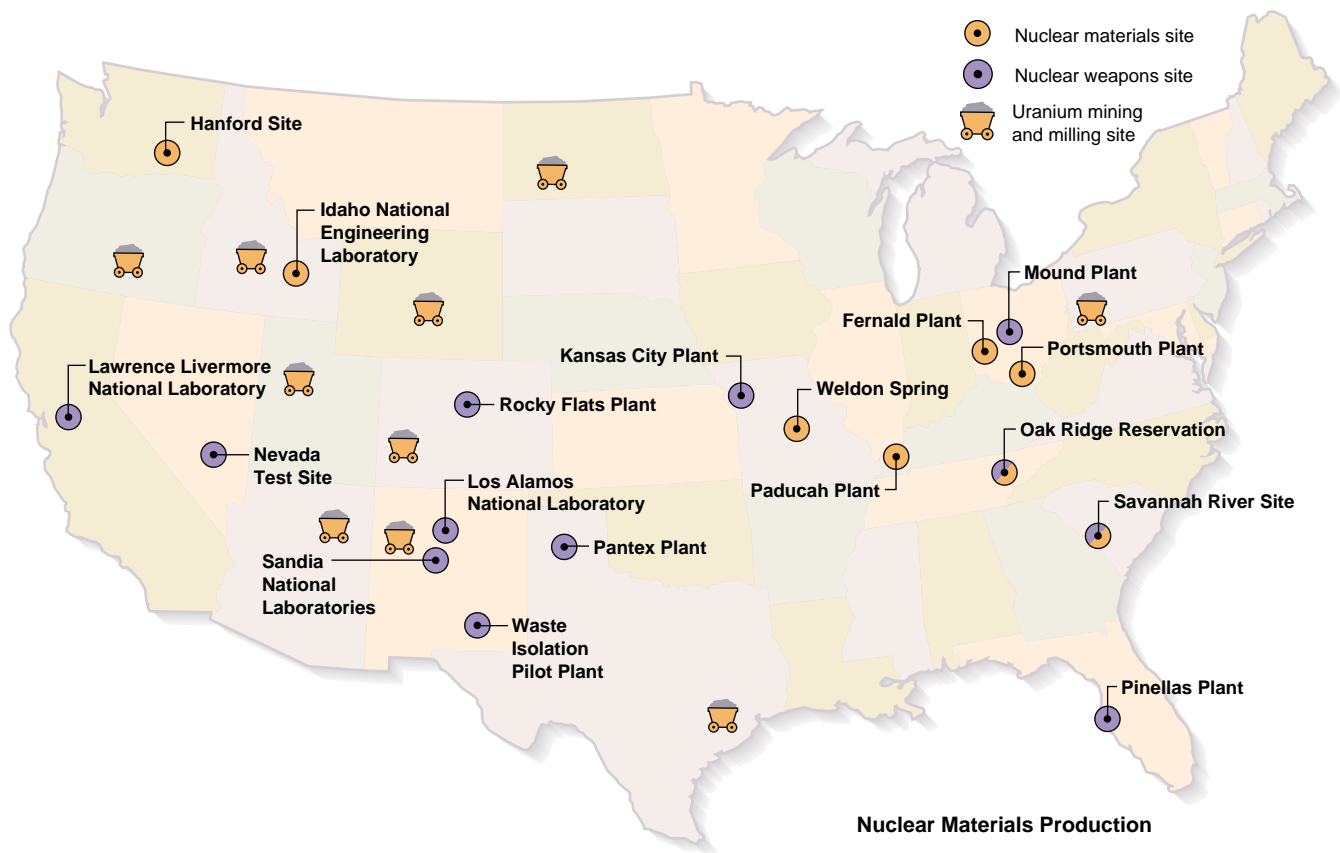 Nuclear materials site
Nuclear weapons site
Uranium mining
and milling site
Hanford Site
Idaho National
Engineering
Laboratory
Mound Plant
Fernald Plant
Portsmouth Plant
Kansas City Plant
Lawrence Livermore
National Laboratory
Weldon Spring
Rocky Flats Plant
Oak Ridge Reservation
Nevada
Test Site
Los Alamos
National Laboratory
Paducah Plant
Savannah River Site
Pantex Plant
Sandia
National
Laboratories
Waste
Isolation
Pilot Plant
Pinellas Plant
Nuclear Materials Production